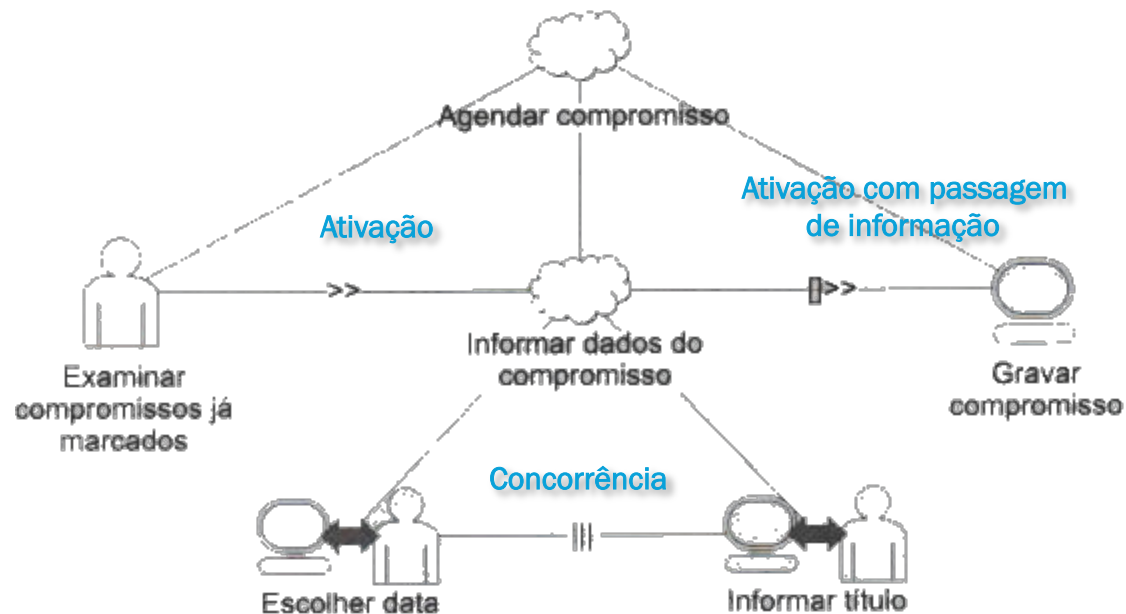 Agendar compromisso
Ativação
Ativação com passagem
de informação
>>
>>
Examinar
compromissos já
marcados
Informar dados do
compromisso
Gravar
compromisso
Concorrência
|||
Escolher data
Informar título